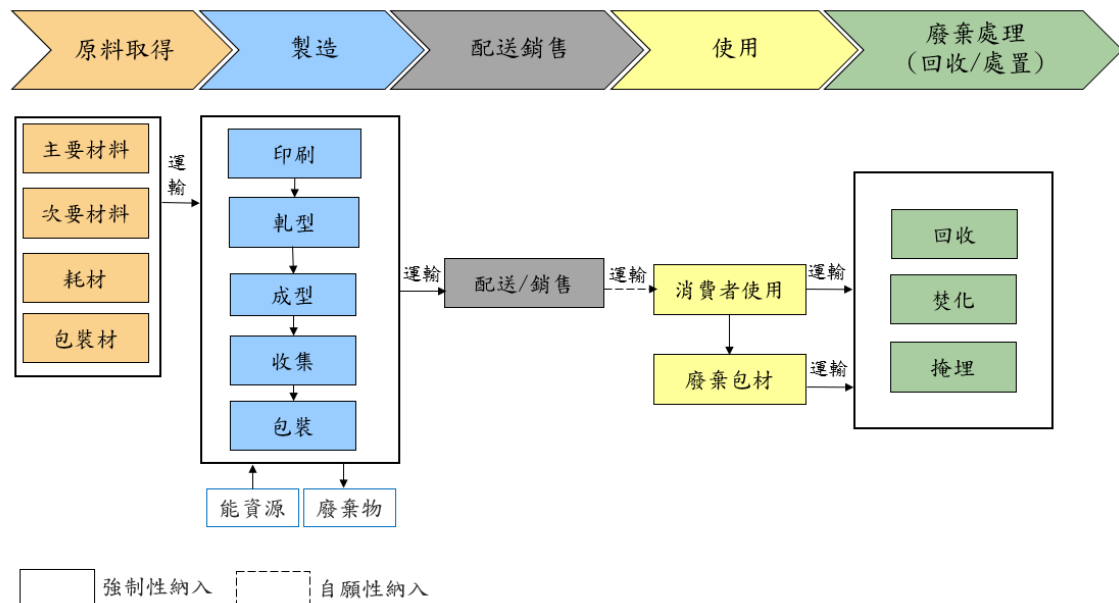 原料取得
製造
配送銷售
使用
廢棄處理
(回收/處置)
主要材料
次要材料
耗材
包裝材
運
輸
印刷
軋型
成型
收集
包裝
能資源
廢棄物
運輸
配送/銷售
運輸
消費者使用
廢棄包材
運輸
運輸
回收
焚化
掩埋
強制性納入
自願性納入